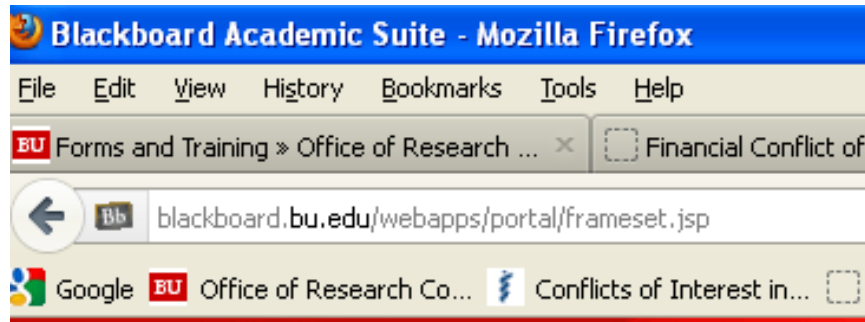 Blackboard Academic Suite - Mozilla Firefox
File Edit View History Bookmarks Tools Help
BU Forms and Training » Office of Research ... × Financial Conflict of
Bb blackboard.bu.edu/webapps/portal/frameset.jsp
Google BU Office of Research Co... Conflicts of Interest in...